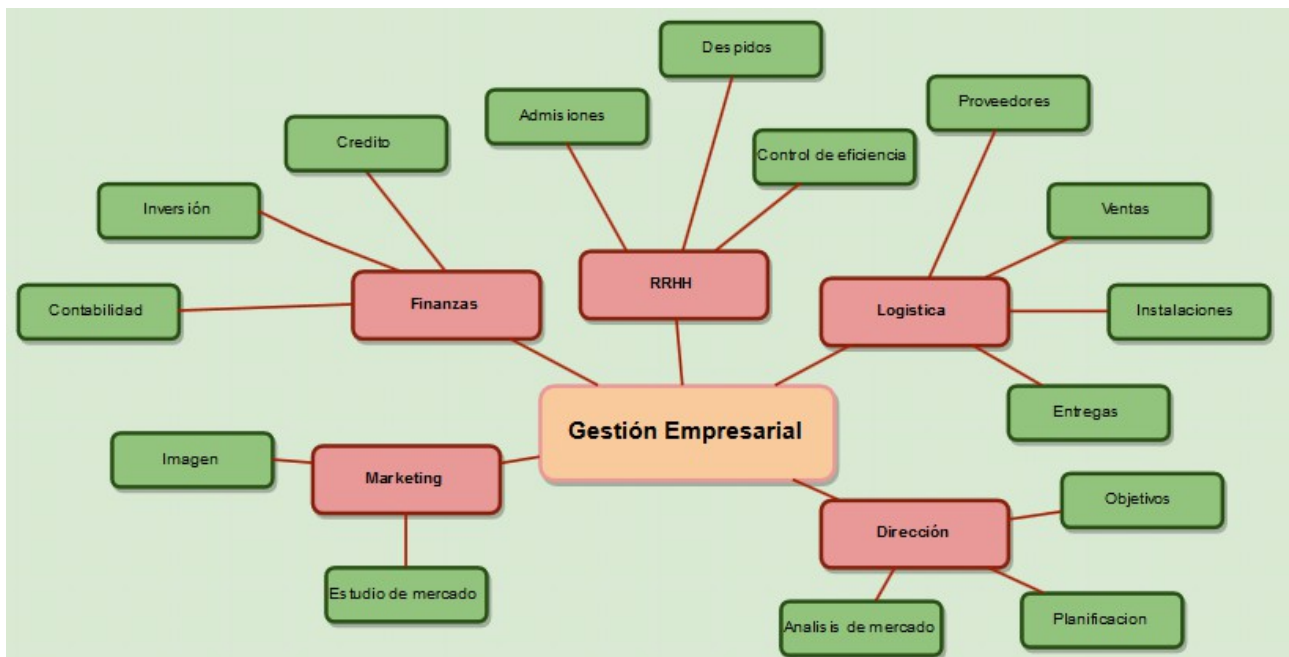 Despidos
Proveedores
Admisiones
Credito
Control de eficiencia
Inversión
Ventas
RRHH
Finanzas
Logistica
Contabilidad
Instalaciones
Entregas
Gestión Empresarial
Imagen
Marketing
Objetivos
Dirección
Estudio de mercado
Planificacion
Analisis de mercado